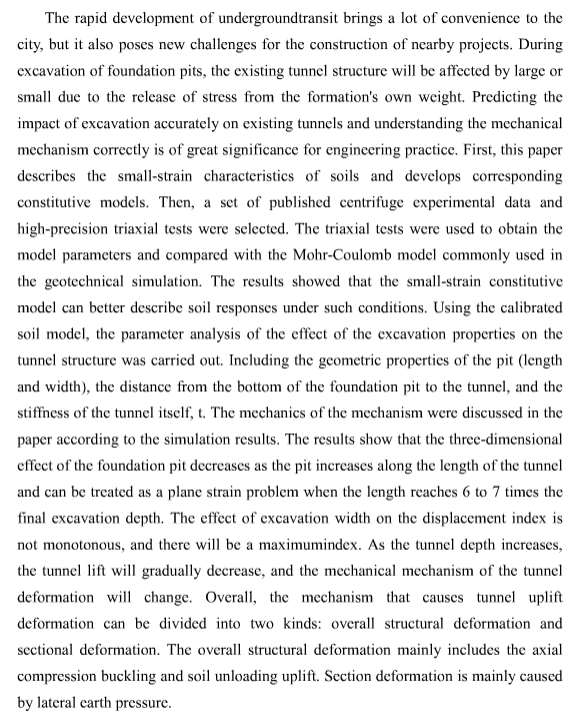 The rapid development of undergroundtransit brings a lot of convenience to the
city, but it also poses new challenges for the construction of nearby projects. During
excavation of foundation pits, the existing tunnel structure will be affected by large or
small due to the release of stress from the formation's own weight. Predicting the
impact of excavation accurately on existing tunnels and understanding the mechanical
mechanism correctly is of great significance for engineering practice. First, this paper
describes the small-strain characteristics of soils and develops corresponding
constitutive models. Then, a set of published centrifuge experimental data and
high-precision triaxial tests were selected. The triaxial tests were used to obtain the
model parameters and compared with the Mohr-Coulomb model commonly used in
the geotechnical simulation. The results showed that the small-strain constitutive
model can better describe soil responses under such conditions. Using the calibrated
soil model, the parameter analysis of the effect of the excavation properties on the
tunnel structure was carried out. Including the geometric properties of the pit (length
and width), the distance from the bottom of the foundation pit to the tunnel, and the
stiffness of the tunnel itself, t. The mechanics of the mechanism were discussed in the
paper according to the simulation results. The results show that the three-dimensional
effect of the foundation pit decreases as the pit increases along the length of the tunnel
and can be treated as a plane strain problem when the length reaches 6 to 7 times the
final excavation depth. The effect of excavation width on the displacement index is
not monotonous, and there will be a maximumindex. As the tunnel depth increases,
the tunnel lift will gradually decrease, and the mechanical mechanism of the tunnel
deformation will change. Overall, the mechanism that causes tunnel uplift
deformation can be divided into two kinds: overall structural deformation and
sectional deformation. The overall structural deformation mainly includes the axial
compression buckling and soil unloading uplift. Section deformation is mainly caused
by lateral earth pressure.